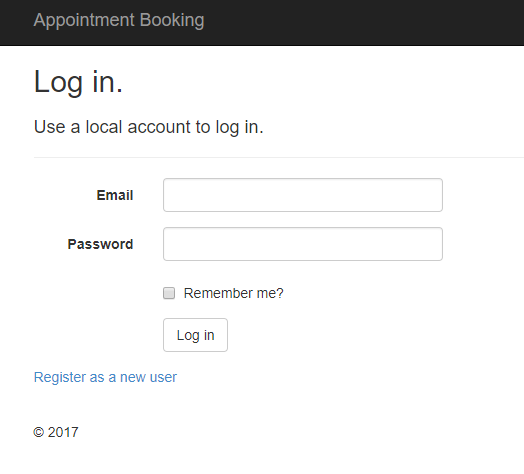 Appointment Booking
Log in.
Use a local account to log in.
Email
Password
Remember me?
Log in
Register as a new user
© 2017